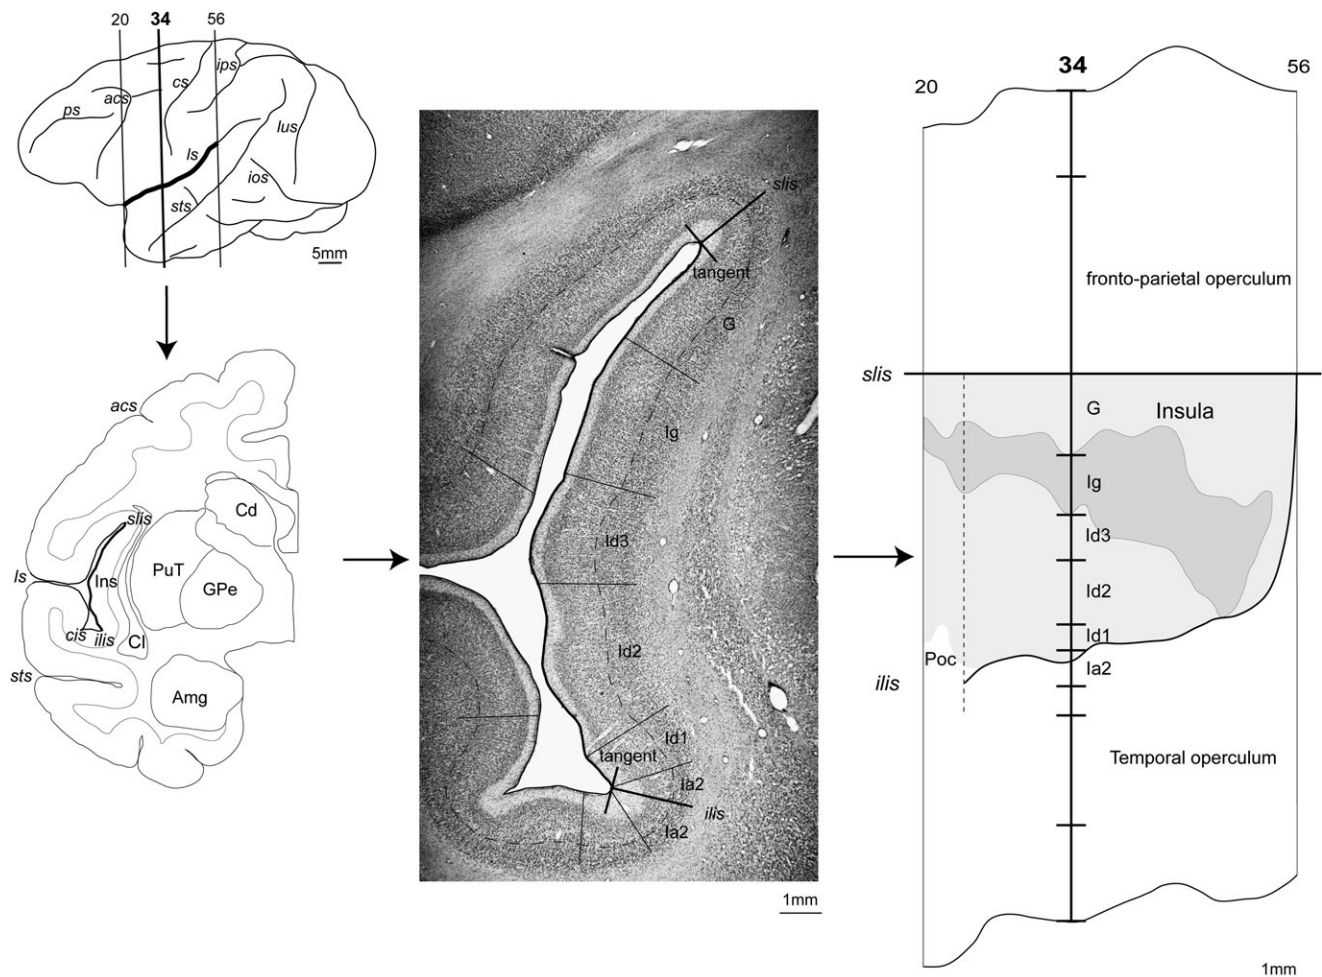 20 34 56
ips
cs
acs
ps
lus
ls
ios
sts
5mm
acs
slis
Cd
ls
Ins
PuT
GPe
cis
ilis
Cl
sts
Amg
slis
tangent
G
Ig
Id3
Id2
Id1
tangent
Ia2
ilis
Ia2
1mm
34
20
56
fronto-parietal operculum
slis
G
Insula
Ig
Id3
Id2
Id1
Poc
Ia2
ilis
Temporal operculum
1mm